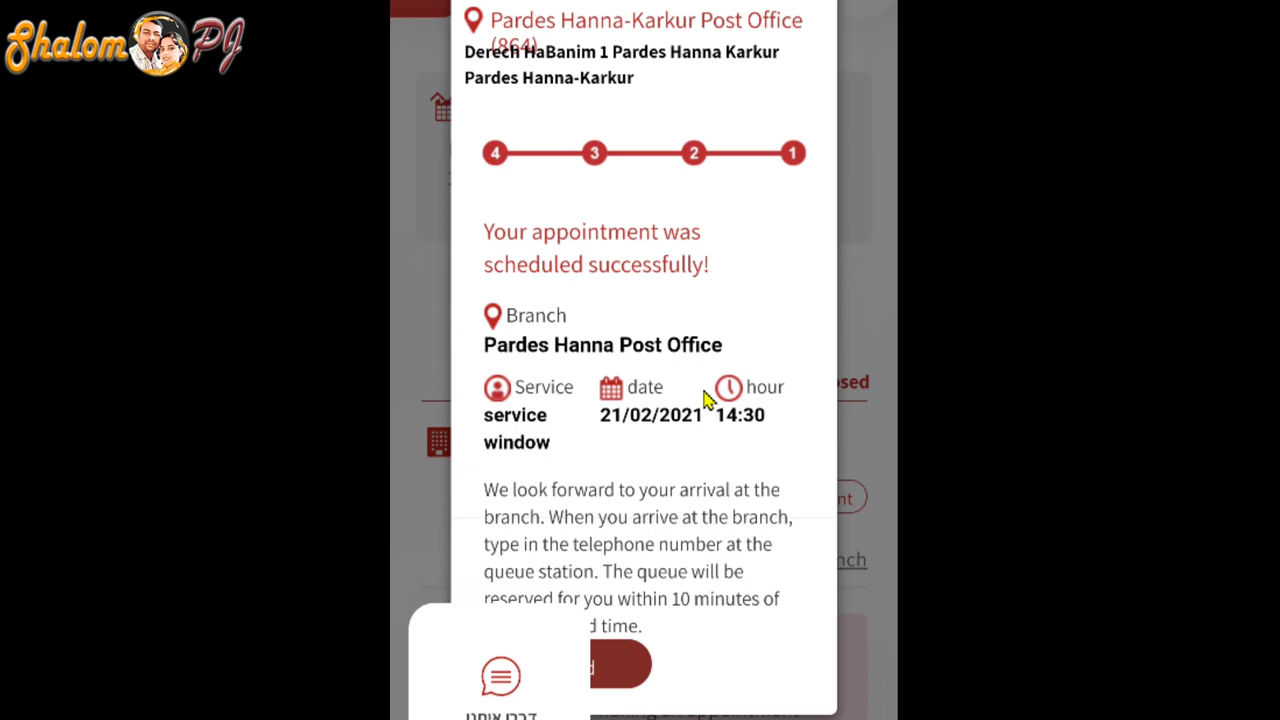 Shalom PJ
Pardes Hanna-Karkur Post Office
(864)
Derech HaBanim 1 Pardes Hanna Karkur
Pardes Hanna-Karkur
4 3 2 1
Your appointment was
scheduled successfully!
Branch
Pardes Hanna Post Office
Service date hour
service 21/02/2021 14:30
window
We look forward to your arrival at the
branch. When you arrive at the branch,
type in the telephone number at the
queue station. The queue will be
reserved for you within 10 minutes of
time.